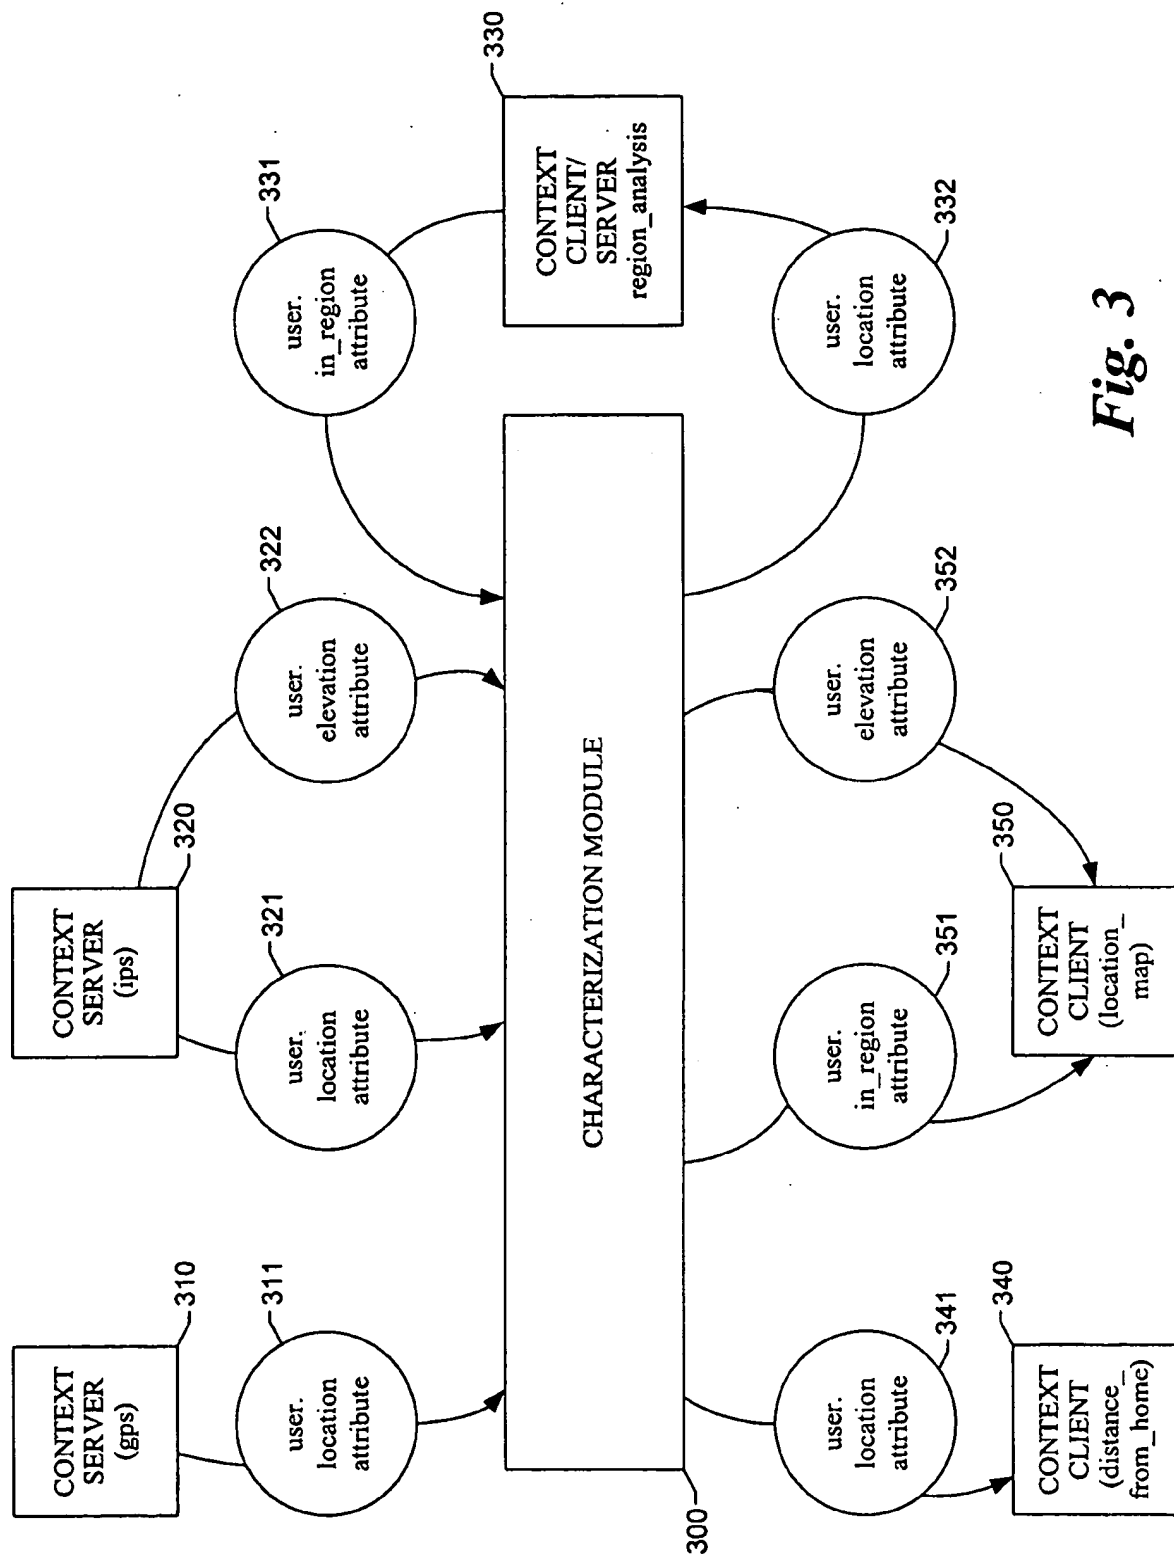 CONTEXT
SERVER
(gps)
310
user.
location
attribute
311
CONTEXT
SERVER
(ips)
320
user.
location
attribute
321
user.
elevation
attribute
322
user.
in_region
attribute
331
CONTEXT
CLIENT/
SERVER
region_analysis
330
CHARACTERIZATION MODULE
300
user.
location
attribute
341
user.
in_region
attribute
351
user.
elevation
attribute
352
user.
location
attribute
332
CONTEXT
CLIENT
(distance_
from_home)
340
CONTEXT
CLIENT
(location_
map)
350
Fig. 3